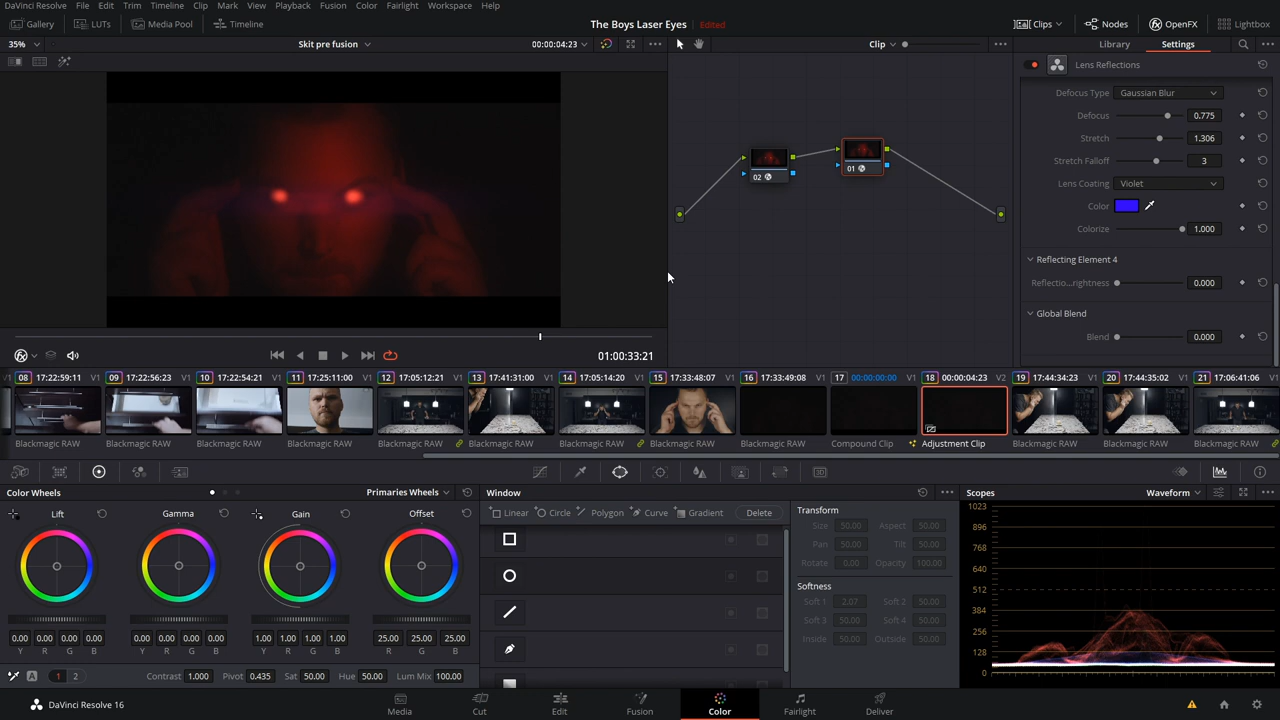 DaVinci Resolve File Edit Trim Timeline Clip Mark View Playback Fusion Color Fairlight Workspace Help
Gallery LUTs Media Pool Timeline The Boys Laser Eyes Edited Clips Nodes OpenFX Lightbox
35% Skit pre fusion 00:00:04:23 Clip Library Settings
Lens Reflections
Defocus Type Gaussian Blur
Defocus 0.775
Stretch 1.306
Stretch Falloff 3
Lens Coating Violet
Color
Colorize 1.000
Reflecting Element 4
Reflectio...rightness 0.000
Global Blend
Blend 0.000
02
01
01:00:33:21
V1 08 17:22:59:11 V1 09 17:22:56:23 V1 10 17:22:54:21 V1 11 17:25:11:00 V1 12 17:05:12:21 V1 13 17:41:31:00 V1 14 17:05:14:20 V1 15 17:33:48:07 V1 16 17:33:49:08 V1 17 00:00:00:00 V1 18 00:00:04:23 V2 19 17:44:34:23 V1 20 17:44:35:02 V1 21 17:06:41:06 V1
Blackmagic RAW Blackmagic RAW Blackmagic RAW Blackmagic RAW Blackmagic RAW Blackmagic RAW Blackmagic RAW Blackmagic RAW Blackmagic RAW Compound Clip Adjustment Clip Blackmagic RAW Blackmagic RAW Blackmagic RAW
Color Wheels Primaries Wheels Window Scopes Waveform
Lift Gamma Gain Offset
0.00 0.00 0.00 0.00 0.00 0.00 0.00 0.00 1.00 1.00 1.00 1.00 25.00 25.00 25.00
Y R G B Y R G B Y R G B R G B
A 1 2 Contrast 1.000 Pivot 0.435 Sat 50.00 Hue 50.00 Lum Mix 100.00
Linear Circle Polygon Curve Gradient Delete
Transform
Size 50.00 Aspect 50.00
Pan 50.00 Tilt 50.00
Rotate 0.00 Opacity 100.00
Softness
Soft 1 2.07 Soft 2 50.00
Soft 3 50.00 Soft 4 50.00
Inside 50.00 Outside 50.00
1023
896
768
640
512
384
256
128
0
DaVinci Resolve 16 Media Cut Edit Fusion Color Fairlight Deliver